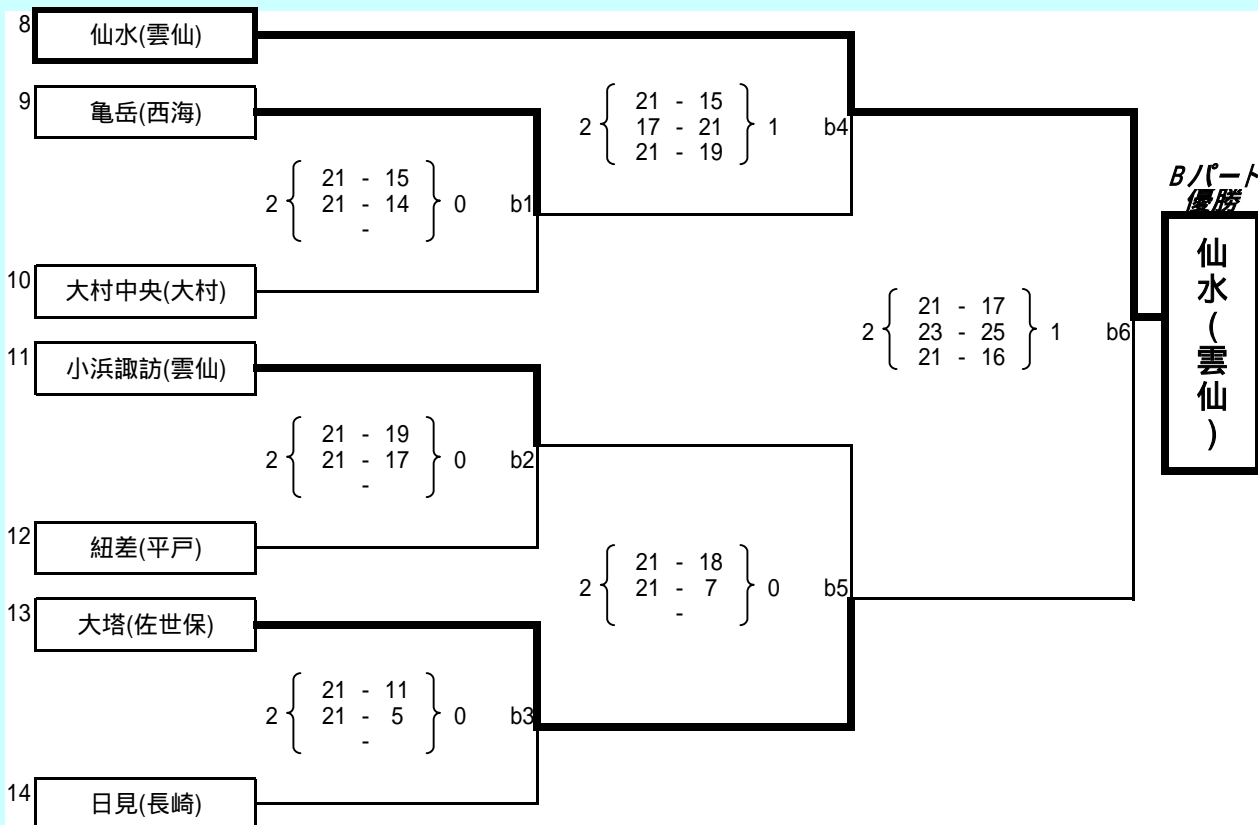 8 仙水(雲仙)
9 亀岳(西海)
21 - 15
2 { 17 - 21 } 1 b4
21 - 19
21 - 15
2 { 21 - 14 } 0 b1
-
10 大村中央(大村)
Bパート
優勝
仙水(雲仙)
21 - 17
2 { 23 - 25 } 1 b6
21 - 16
11 小浜諏訪(雲仙)
21 - 19
2 { 21 - 17 } 0 b2
-
12 紐差(平戸)
21 - 18
2 { 21 - 7 } 0 b5
-
13 大塔(佐世保)
21 - 11
2 { 21 - 5 } 0 b3
-
14 日見(長崎)